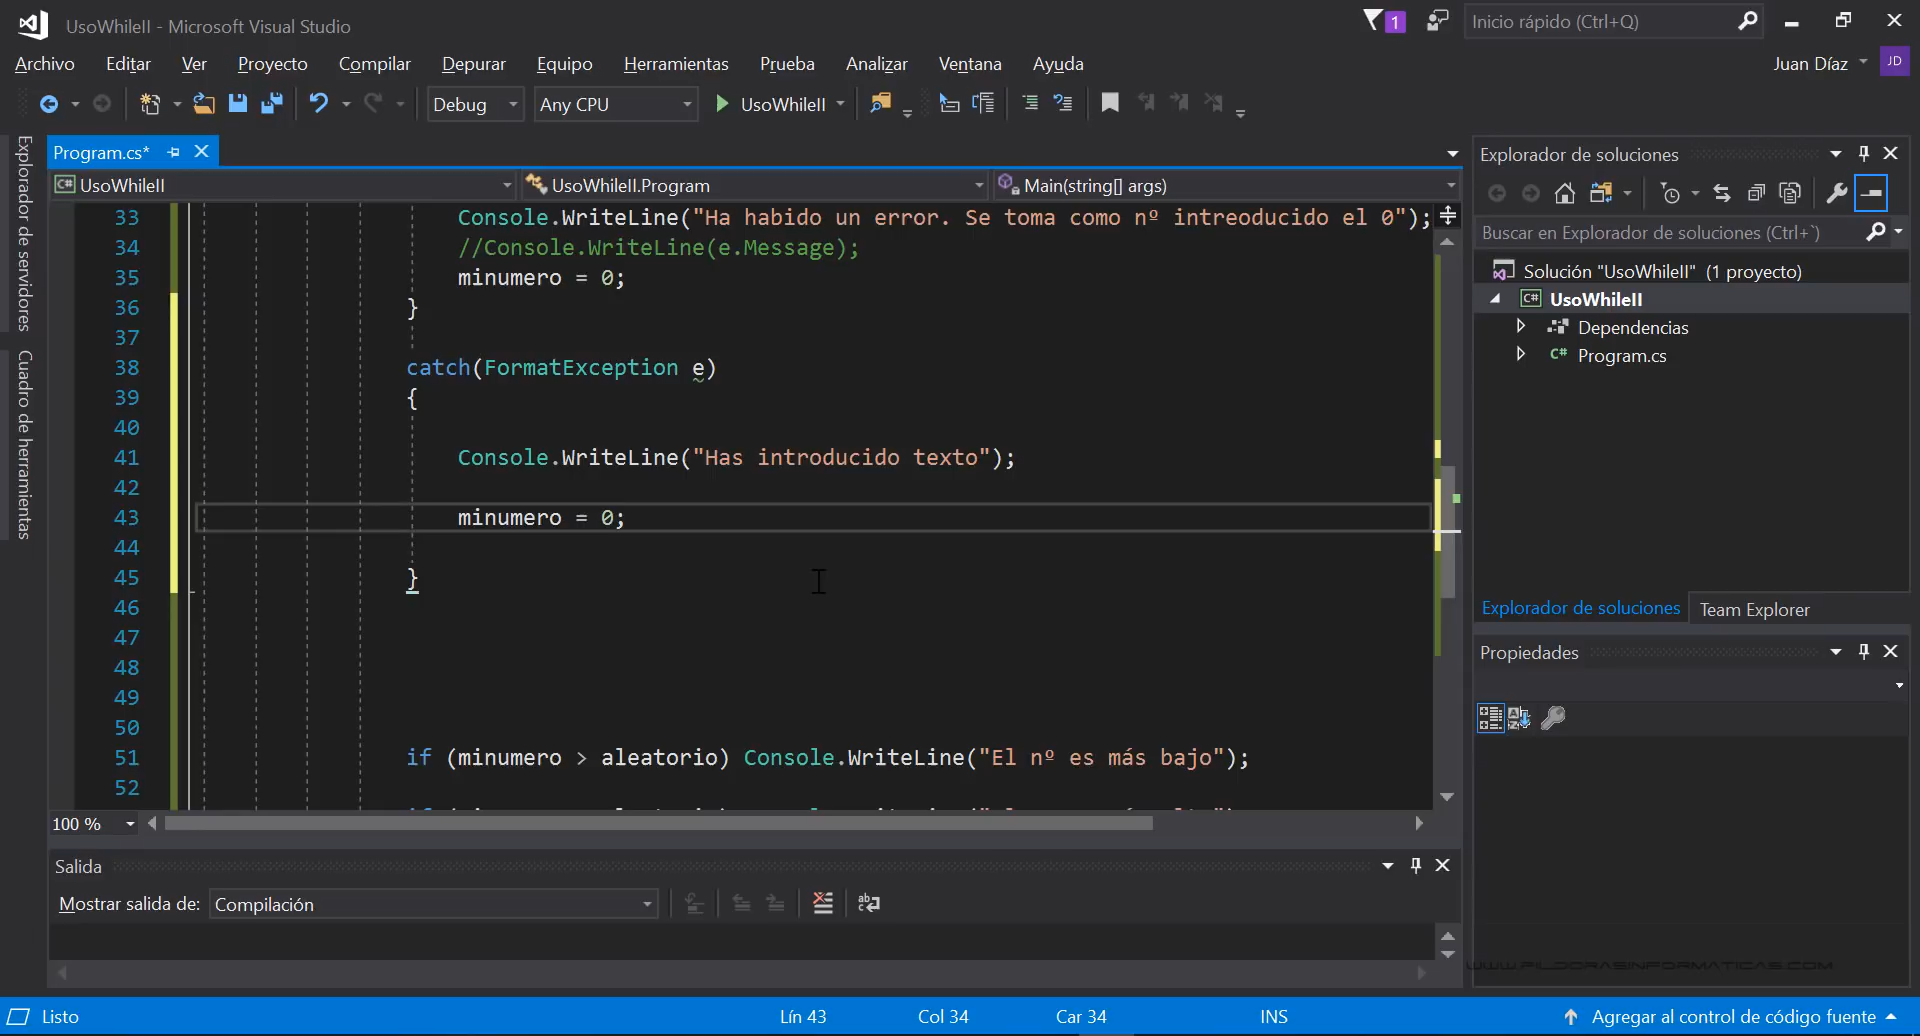 UsoWhileII - Microsoft Visual Studio
1
Inicio rápido (Ctrl+Q)
Archivo Editar Ver Proyecto Compilar Depurar Equipo Herramientas Prueba Analizar Ventana Ayuda
Juan Díaz JD
Debug Any CPU UsoWhileII
Explorador de servidores
Cuadro de herramientas
Program.cs*
C# UsoWhileII UsoWhileII.Program Main(string[] args)
33 Console.WriteLine("Ha habido un error. Se toma como nº intreoducido el 0");
34 //Console.WriteLine(e.Message);
35 minumero = 0;
36 }
37
38 catch(FormatException e)
39 {
40
41 Console.WriteLine("Has introducido texto");
42
43 minumero = 0;
44
45 }
46
47
48
49
50
51 if (minumero > aleatorio) Console.WriteLine("El nº es más bajo");
52
100 %
Salida
Mostrar salida de: Compilación
Explorador de soluciones
Buscar en Explorador de soluciones (Ctrl+`)
Solución "UsoWhileII" (1 proyecto)
C# UsoWhileII
Dependencias
C# Program.cs
Explorador de soluciones Team Explorer
Propiedades
WWW.PILDORASINFORMATICAS.COM
Listo Lín 43 Col 34 Car 34 INS Agregar al control de código fuente